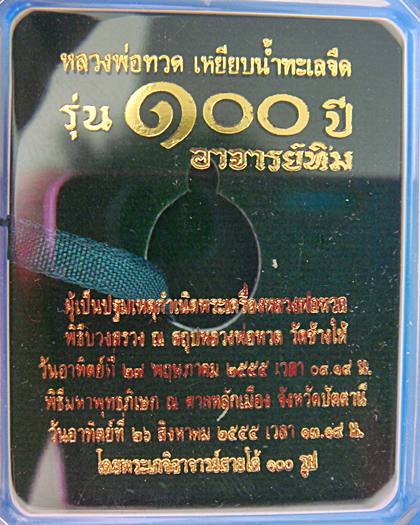 หลวงพ่อทวด เหยียบน้ำทะเลจืด
รุ่น ๑๐๐ ปี
อาจารย์ทิม
ผู้เป็นปฐมเหตุกำเนิดพระเครื่องหลวงพ่อทวด
พิธีบวงสรวง ณ สถูปหลวงพ่อทวด วัดช้างให้
วันอาทิตย์ที่ ๒๗ พฤษภาคม ๒๕๕๕ เวลา ๐๙.๑๙ น.
พิธีมหาพุทธาภิเษก ณ ศาลหลักเมือง จังหวัดปัตตานี
วันอาทิตย์ที่ ๒๖ สิงหาคม ๒๕๕๕ เวลา ๑๓.๑๙ น.
โดยพระเกจิอาจารย์สายใต้ ๑๐๐ รูป